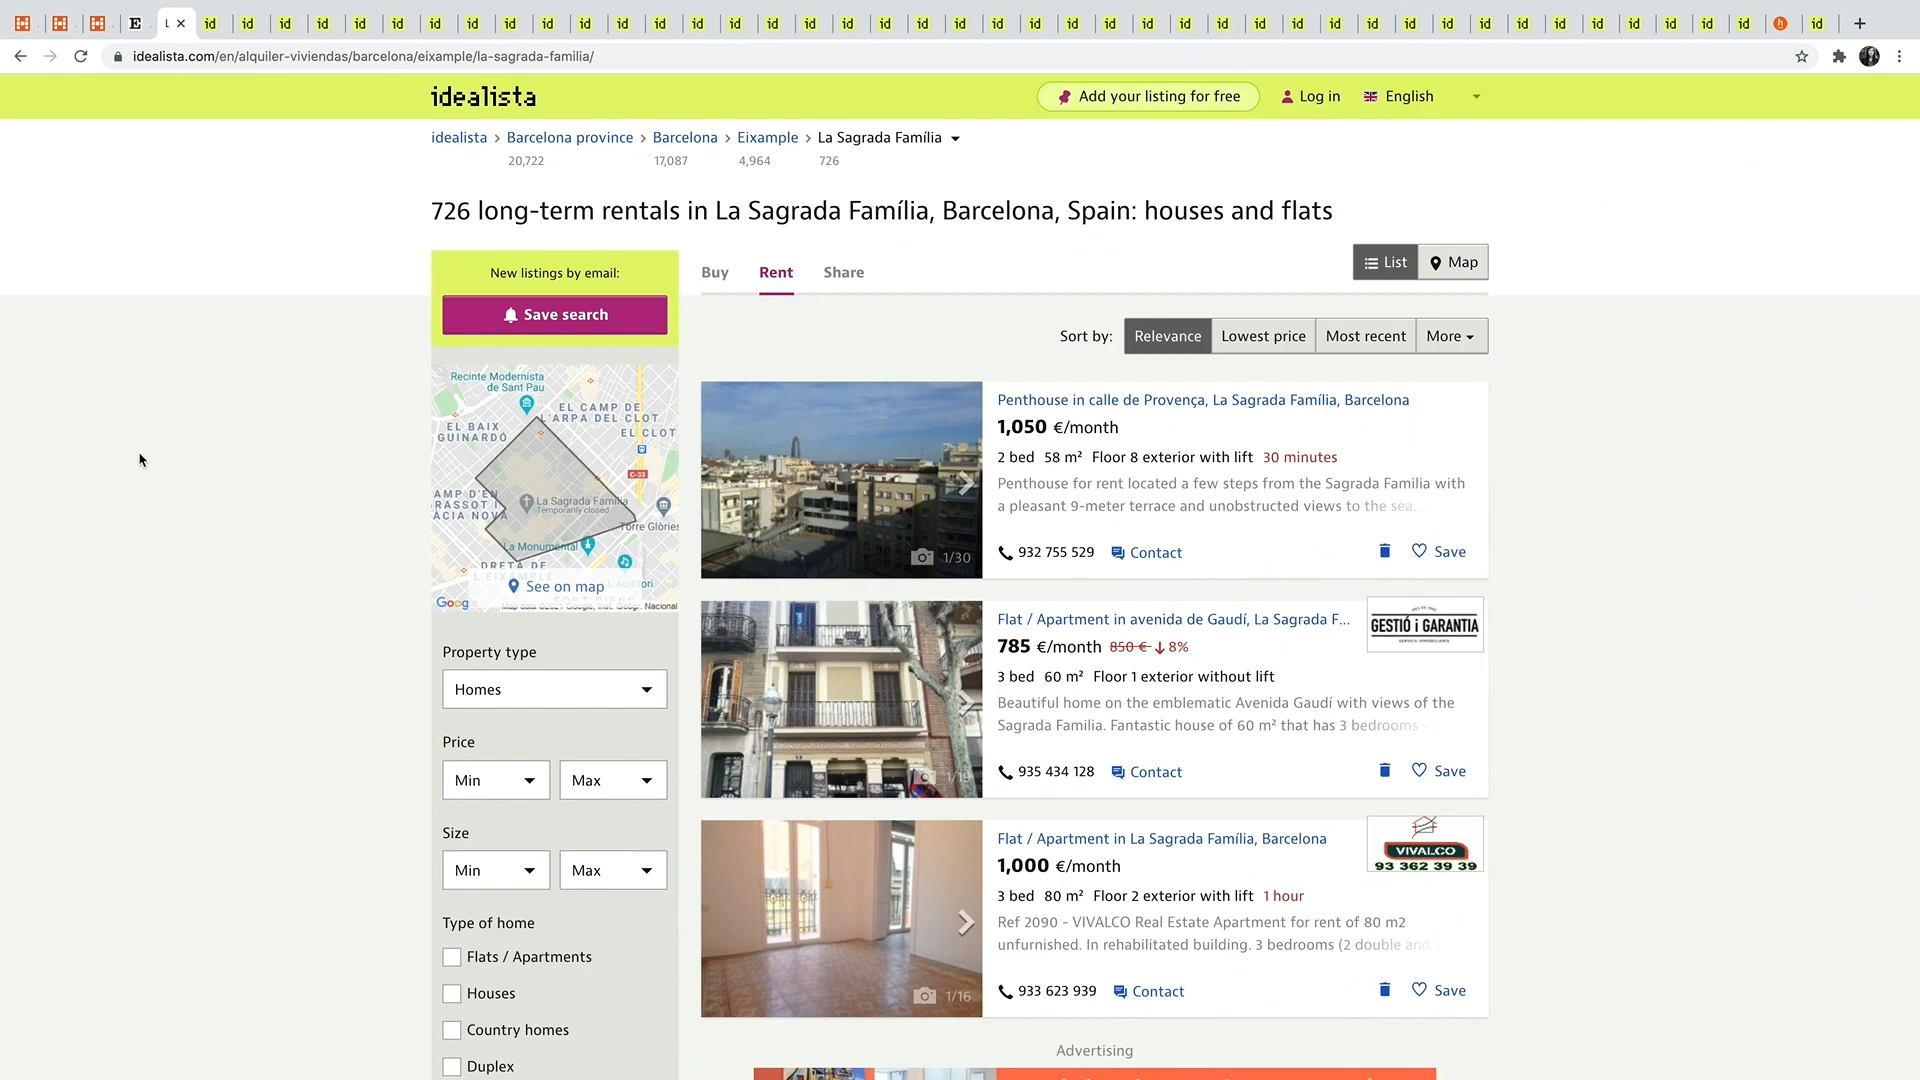 idealista.com/en/alquiler-viviendas/barcelona/eixample/la-sagrada-familia/
idealista
Add your listing for free
Log in
English
idealista > Barcelona province > Barcelona > Eixample > La Sagrada Família
20,722 17,087 4,964 726
726 long-term rentals in La Sagrada Família, Barcelona, Spain: houses and flats
New listings by email:
Save search
Buy Rent Share
List Map
Sort by: Relevance Lowest price Most recent More
Recinte Modernista
de Sant Pau
EL CAMP DE
L'ARPA DEL CLOT
EL BAIX
GUINARDÓ
EL CLOT
C-33
La Sagrada Família
Temporarily closed
Torre Glòries
La Monumental
DRETA DE
L'EIXAMPLE
L'Auditori
See on map
Google
Property type
Homes
Price
Min Max
Size
Min Max
Type of home
Flats / Apartments
Houses
Country homes
Duplex
Penthouse in calle de Provença, La Sagrada Família, Barcelona
1,050 €/month
2 bed 58 m² Floor 8 exterior with lift 30 minutes
Penthouse for rent located a few steps from the Sagrada Familia with
a pleasant 9-meter terrace and unobstructed views to the sea...
1/30
932 755 529 Contact Save
Flat / Apartment in avenida de Gaudí, La Sagrada F...
GESTIÓ i GARANTIA
785 €/month 850 € 8%
3 bed 60 m² Floor 1 exterior without lift
Beautiful home on the emblematic Avenida Gaudí with views of the
Sagrada Familia. Fantastic house of 60 m² that has 3 bedrooms -
1/19
935 434 128 Contact Save
Flat / Apartment in La Sagrada Família, Barcelona
VIVALCO
93 362 39 39
1,000 €/month
3 bed 80 m² Floor 2 exterior with lift 1 hour
Ref 2090 - VIVALCO Real Estate Apartment for rent of 80 m2
unfurnished. In rehabilitated building. 3 bedrooms (2 double and
1/16
933 623 939 Contact Save
Advertising